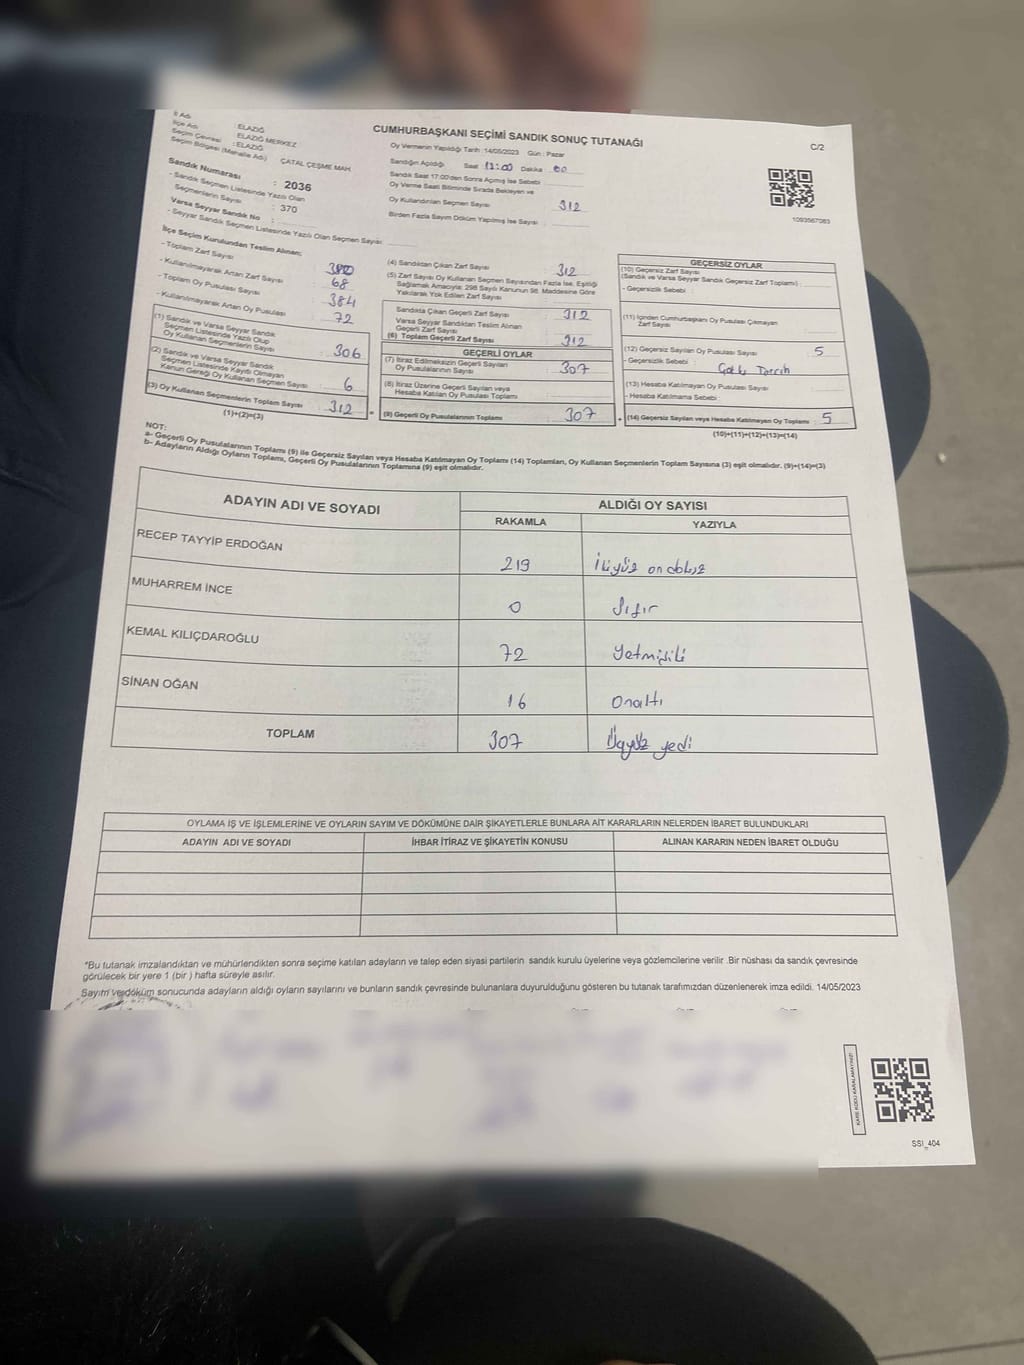 İl Adı : ELAZIĞ
İlçe Adı : ELAZIĞ MERKEZ
Seçim Çevresi : ELAZIĞ
Seçim Bölgesi (Mahalle Adı) ÇATAL ÇEŞME MAH.
CUMHURBAŞKANI SEÇİMİ SANDIK SONUÇ TUTANAĞI
C/2
Oy Vermenin Yapıldığı Tarih :14/05/2023 Gün : Pazar
Sandığın Açıldığı Saat Dakika
Sandık Saat 17:00'den Sonra Açılmış İse Sebebi
Oy Verme Saati Bitiminde Sırada Bekleyen ve
Oy Kullandırılan Seçmen Sayısı 312
Birden Fazla Sayım Döküm Yapılmış İse Sayısı
1093567083
Sandık Numarası : 2036
- Sandık Seçmen Listesinde Yazılı Olan
Seçmenlerin Sayısı : 370
Varsa Seyyar Sandık No :
- Seyyar Sandık Seçmen Listesinde Yazılı Olan Seçmen Sayısı
İlçe Seçim Kurulundan Teslim Alınan;
- Toplam Zarf Sayısı
- Kullanılmayarak Artan Zarf Sayısı 68
- Toplam Oy Pusulası Sayısı 384
- Kullanılmayarak Artan Oy Pusulası 72
(1) Sandık ve Varsa Seyyar Sandık
Seçmen Listesinde Yazılı Olup
Oy Kullanan Seçmenlerin Sayısı 306
(2) Sandık ve Varsa Seyyar Sandık
Seçmen Listesinde Kayıtlı Olmayan
Kanun Gereği Oy Kullanan Seçmen Sayısı : 6
(3) Oy Kullanan Seçmenlerin Toplam Sayısı 312
(1)+(2)=(3)
(4) Sandıktan Çıkan Zarf Sayısı 312
(5) Zarf Sayısı Oy Kullanan Seçmen Sayısından Fazla İse, Eşitliği
Sağlamak Amacıyla; 298 Sayılı Kanunun 98. Maddesine Göre
Yakılarak Yok Edilen Zarf Sayısı
Sandıkta Çıkan Geçerli Zarf Sayısı : 312
Varsa Seyyar Sandıktan Teslim Alınan
Geçerli Zarf Sayısı
(6) Toplam Geçerli Zarf Sayısı 312
GEÇERLİ OYLAR
(7) İtiraz Edilmeksizin Geçerli Sayılan
Oy Pusulalarının Sayısı 307
(8) İtiraz Üzerine Geçerli Sayılan veya
Hesaba Katılan Oy Pusulası Toplamı
(9) Geçerli Oy Pusulalarının Toplamı 307
GEÇERSİZ OYLAR
(10) Geçersiz Zarf Sayısı
(Sandık ve Varsa Seyyar Sandık Geçersiz Zarf Toplamı) :
- Geçersizlik Sebebi :
(11) İçinden Cumhurbaşkanı Oy Pusulası Çıkmayan
Zarf Sayısı
(12) Geçersiz Sayılan Oy Pusulası Sayısı : 5
- Geçersizlik Sebebi : Tercih
(13) Hesaba Katılmayan Oy Pusulası Sayısı
- Hesaba Katılmama Sebebi :
(14) Geçersiz Sayılan veya Hesaba Katılmayan Oy Toplamı : 5
(10)+(11)+(12)+(13)=(14)
NOT:
a- Geçerli Oy Pusulalarının Toplamı (9) ile Geçersiz Sayılan veya Hesaba Katılmayan Oy Toplamı (14) Toplamları, Oy Kullanan Seçmenlerin Toplam Sayısına (3) eşit olmalıdır. (9)+(14)=(3)
b- Adayların Aldığı Oyların Toplamı, Geçerli Oy Pusulalarının Toplamına (9) eşit olmalıdır.
ADAYIN ADI VE SOYADI ALDIĞI OY SAYISI
RAKAMLA YAZIYLA
RECEP TAYYİP ERDOĞAN 219 İkiyüz on dokuz
MUHARREM İNCE 0 Sıfır
KEMAL KILIÇDAROĞLU 72 Yetmişiki
SİNAN OĞAN 16 Onaltı
TOPLAM 307 Üçyüz yedi
OYLAMA İŞ VE İŞLEMLERİNE VE OYLARIN SAYIM VE DÖKÜMÜNE DAİR ŞİKAYETLERLE BUNLARA AİT KARARLARIN NELERDEN İBARET BULUNDUKLARI
ADAYIN ADI VE SOYADI İHBAR İTİRAZ VE ŞİKAYETİN KONUSU ALINAN KARARIN NEDEN İBARET OLDUĞU
*Bu tutanak imzalandıktan ve mühürlendikten sonra seçime katılan adayların ve talep eden siyasi partilerin sandık kurulu üyelerine veya gözlemcilerine verilir .Bir nüshası da sandık çevresinde
görülecek bir yere 1 (bir ) hafta süreyle asılır.
Sayım ve döküm sonucunda adayların aldığı oyların sayılarını ve bunların sandık çevresinde bulunanlara duyurulduğunu gösteren bu tutanak tarafımızdan düzenlenerek imza edildi. 14/05/2023
KARE KODU KARALAMAYINIZ!
SSI_404